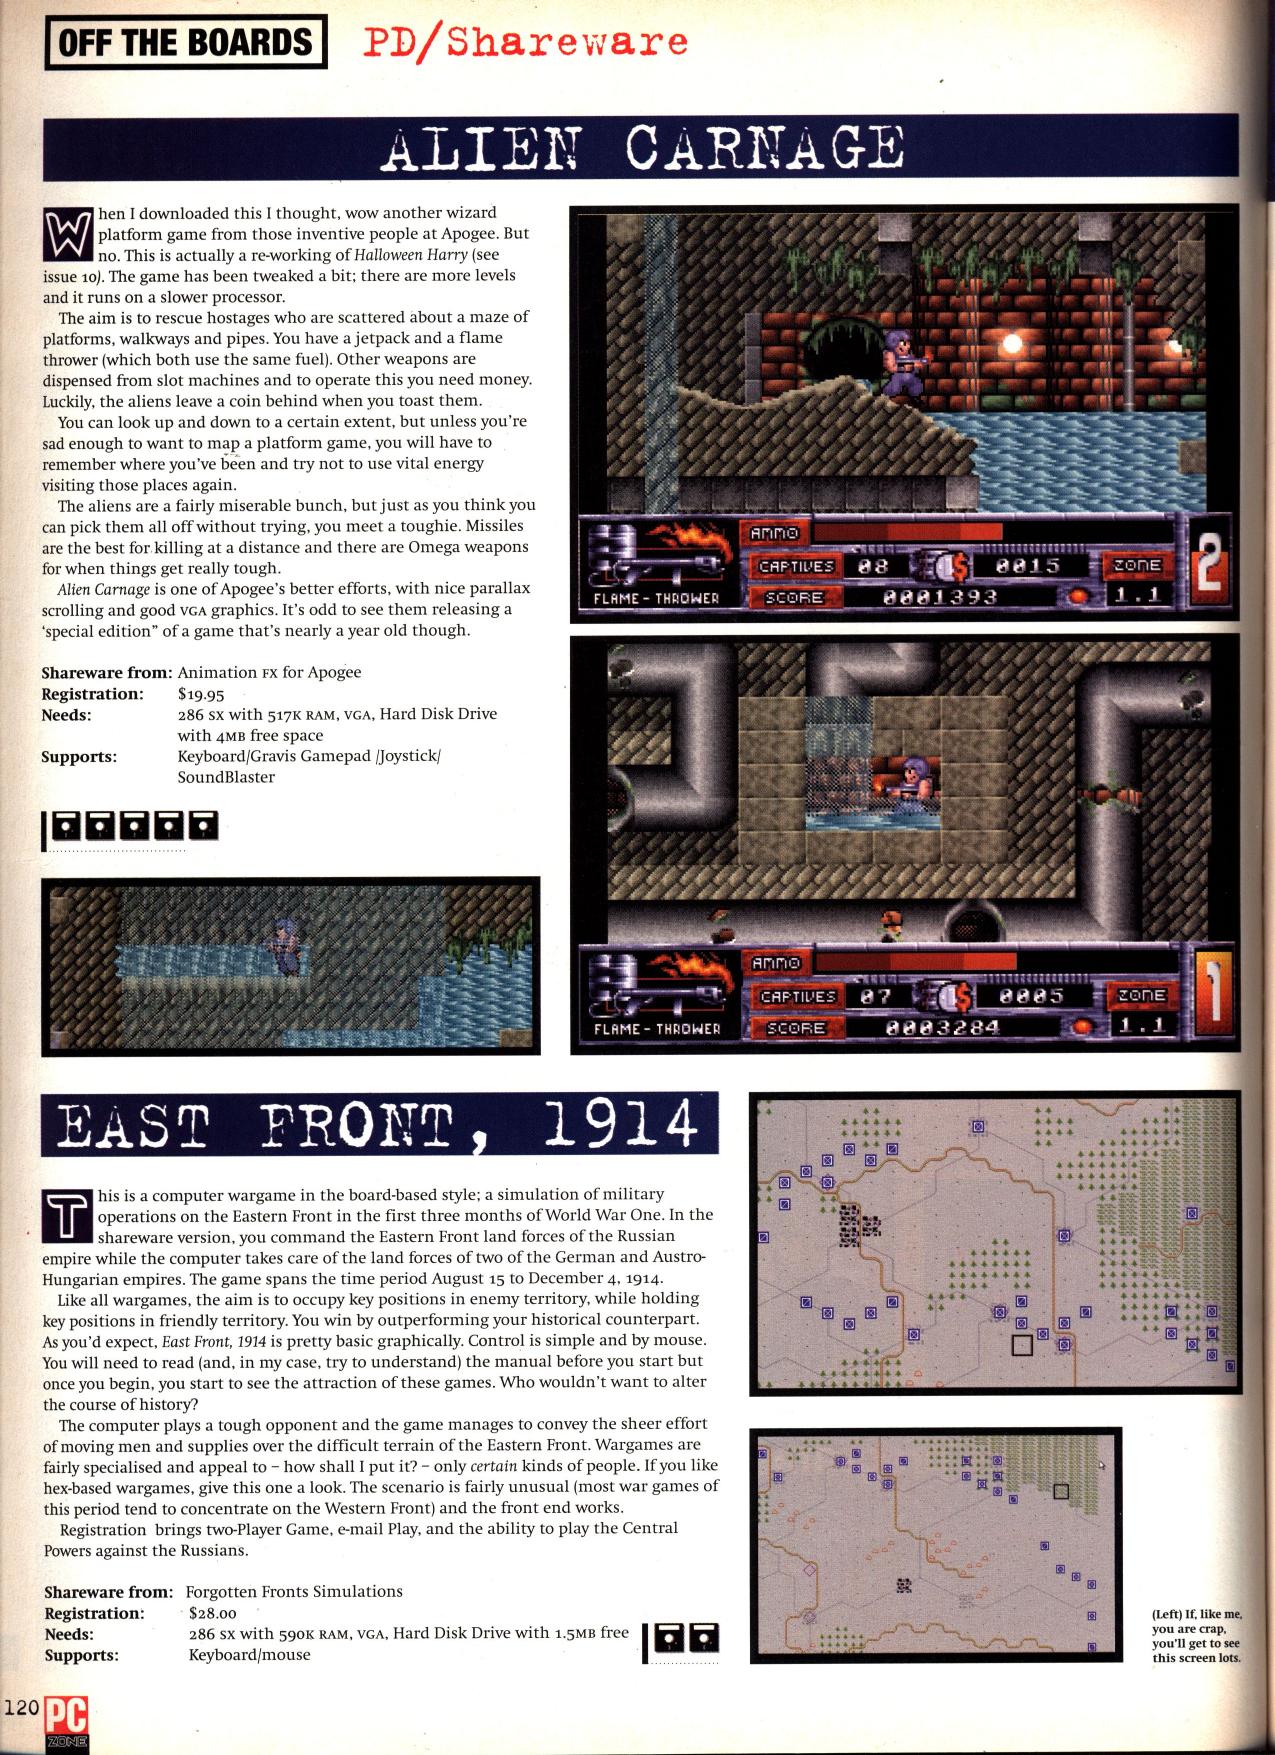 OFF THE BOARDS
PD/Shareware
ALIEN CARNAGE
When I downloaded this I thought, wow another wizard
platform game from those inventive people at Apogee. But
no. This is actually a re-working of Halloween Harry (see
issue 10). The game has been tweaked a bit; there are more levels
and it runs on a slower processor.
The aim is to rescue hostages who are scattered about a maze of
platforms, walkways and pipes. You have a jetpack and a flame
thrower (which both use the same fuel). Other weapons are
dispensed from slot machines and to operate this you need money.
Luckily, the aliens leave a coin behind when you toast them.
You can look up and down to a certain extent, but unless you're
sad enough to want to map a platform game, you will have to
remember where you've been and try not to use vital energy
visiting those places again.
The aliens are a fairly miserable bunch, but just as you think you
can pick them all off without trying, you meet a toughie. Missiles
are the best for killing at a distance and there are Omega weapons
for when things get really tough.
Alien Carnage is one of Apogee's better efforts, with nice parallax
scrolling and good VGA graphics. It's odd to see them releasing a
'special edition" of a game that's nearly a year old though.
Shareware from: Animation FX for Apogee
Registration: $19.95
Needs: 286 SX with 517K RAM, VGA, Hard Disk Drive
with 4MB free space
Supports: Keyboard/Gravis Gamepad /Joystick/
SoundBlaster
AMMO
CAPTIVES 08 $ 0015 ZONE
FLAME-THROWER SCORE 0001393 1.1
2
AMMO
CAPTIVES 07 $ 0005 ZONE
FLAME-THROWER SCORE 0003284 1.1
1
EAST FRONT, 1914
This is a computer wargame in the board-based style; a simulation of military
operations on the Eastern Front in the first three months of World War One. In the
shareware version, you command the Eastern Front land forces of the Russian
empire while the computer takes care of the land forces of two of the German and Austro-
Hungarian empires. The game spans the time period August 15 to December 4, 1914.
Like all wargames, the aim is to occupy key positions in enemy territory, while holding
key positions in friendly territory. You win by outperforming your historical counterpart.
As you'd expect, East Front, 1914 is pretty basic graphically. Control is simple and by mouse.
You will need to read (and, in my case, try to understand) the manual before you start but
once you begin, you start to see the attraction of these games. Who wouldn't want to alter
the course of history?
The computer plays a tough opponent and the game manages to convey the sheer effort
of moving men and supplies over the difficult terrain of the Eastern Front. Wargames are
fairly specialised and appeal to – how shall I put it? – only certain kinds of people. If you like
hex-based wargames, give this one a look. The scenario is fairly unusual (most war games of
this period tend to concentrate on the Western Front) and the front end works.
Registration brings two-Player Game, e-mail Play, and the ability to play the Central
Powers against the Russians.
Shareware from: Forgotten Fronts Simulations
Registration: $28.00
Needs: 286 SX with 590K RAM, VGA, Hard Disk Drive with 1.5MB free
Supports: Keyboard/mouse
(Left) If, like me,
you are crap,
you'll get to see
this screen lots.
120
PC
ZONE